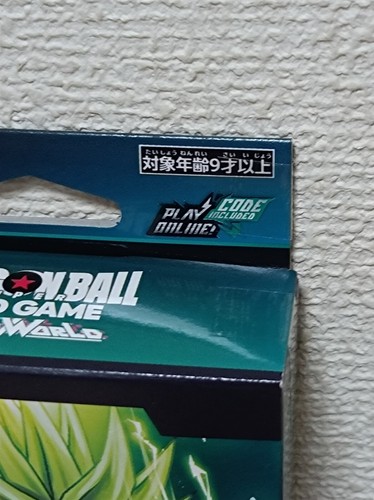 たいしょうねんれい さい いじょう
対象年齢9才以上
PLAY ONLINE!
CODE INCLUDED
ON BALL
PER
GAME
WORLD